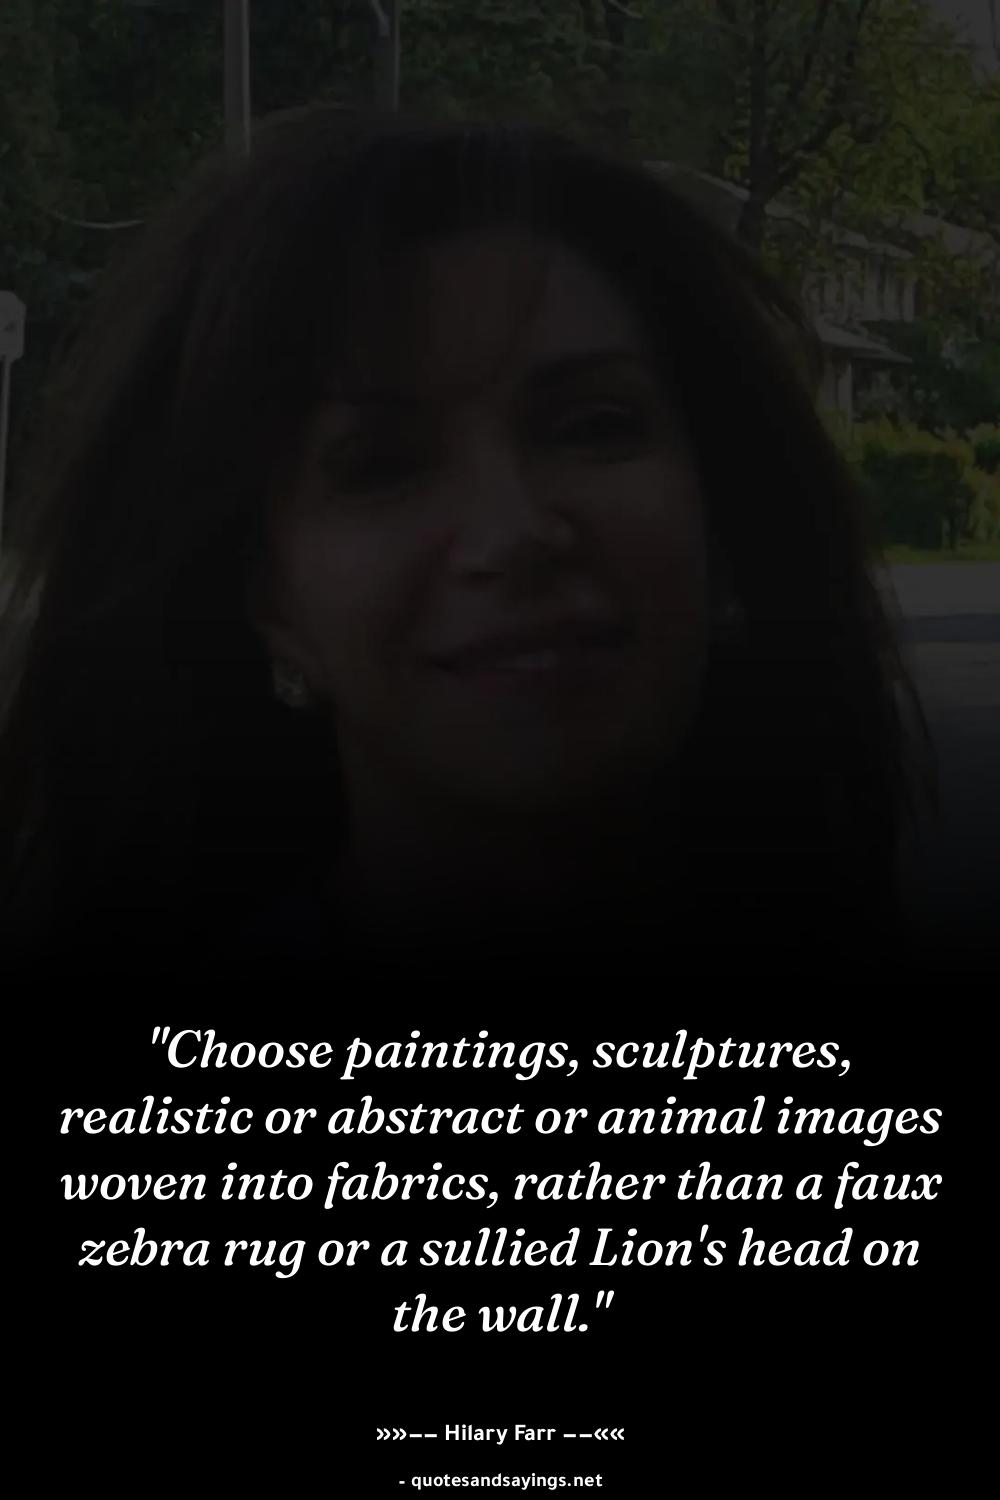 "Choose paintings, sculptures,
realistic or abstract or animal images
woven into fabrics, rather than a faux
zebra rug or a sullied Lion's head on
the wall."
»»−− Hilary Farr −−««
- quotesandsayings.net